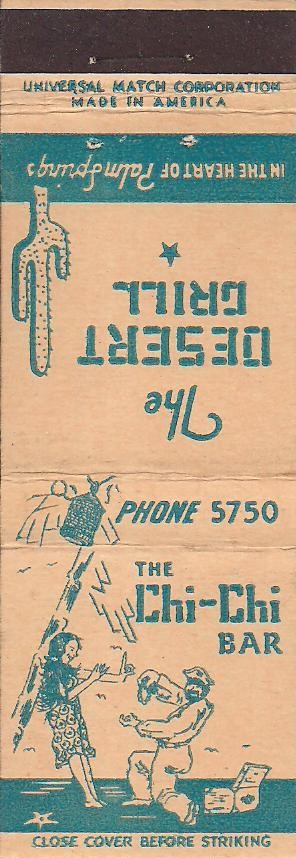 UNIVERSAL MATCH CORPORATION
MADE IN AMERICA
The
DESERT
GRILL
IN THE HEART OF Palm Springs
PHONE 5750
THE
Chi-Chi
BAR
CLOSE COVER BEFORE STRIKING